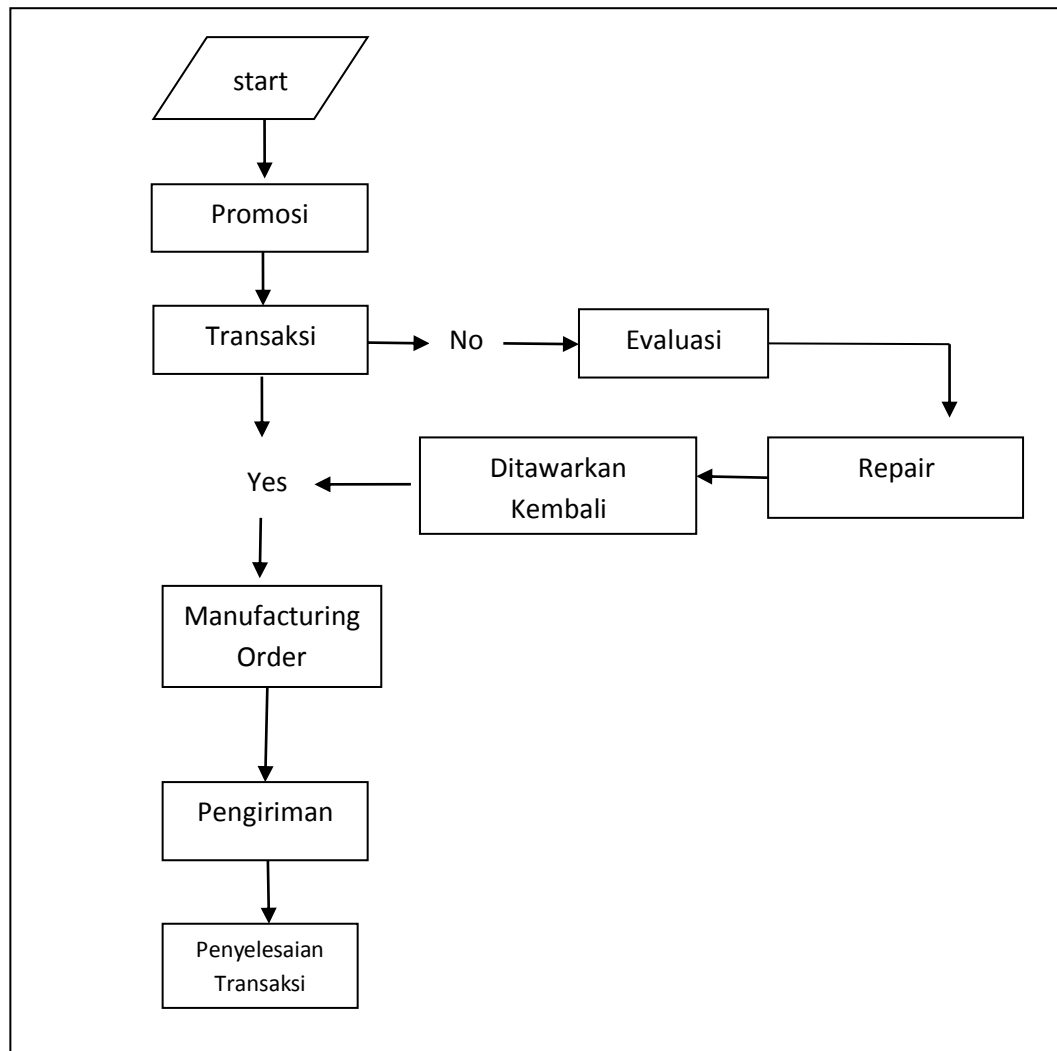 start
Promosi
Transaksi
No
Evaluasi
Yes
Ditawarkan
Kembali
Repair
Manufacturing
Order
Pengiriman
Penyelesaian
Transaksi